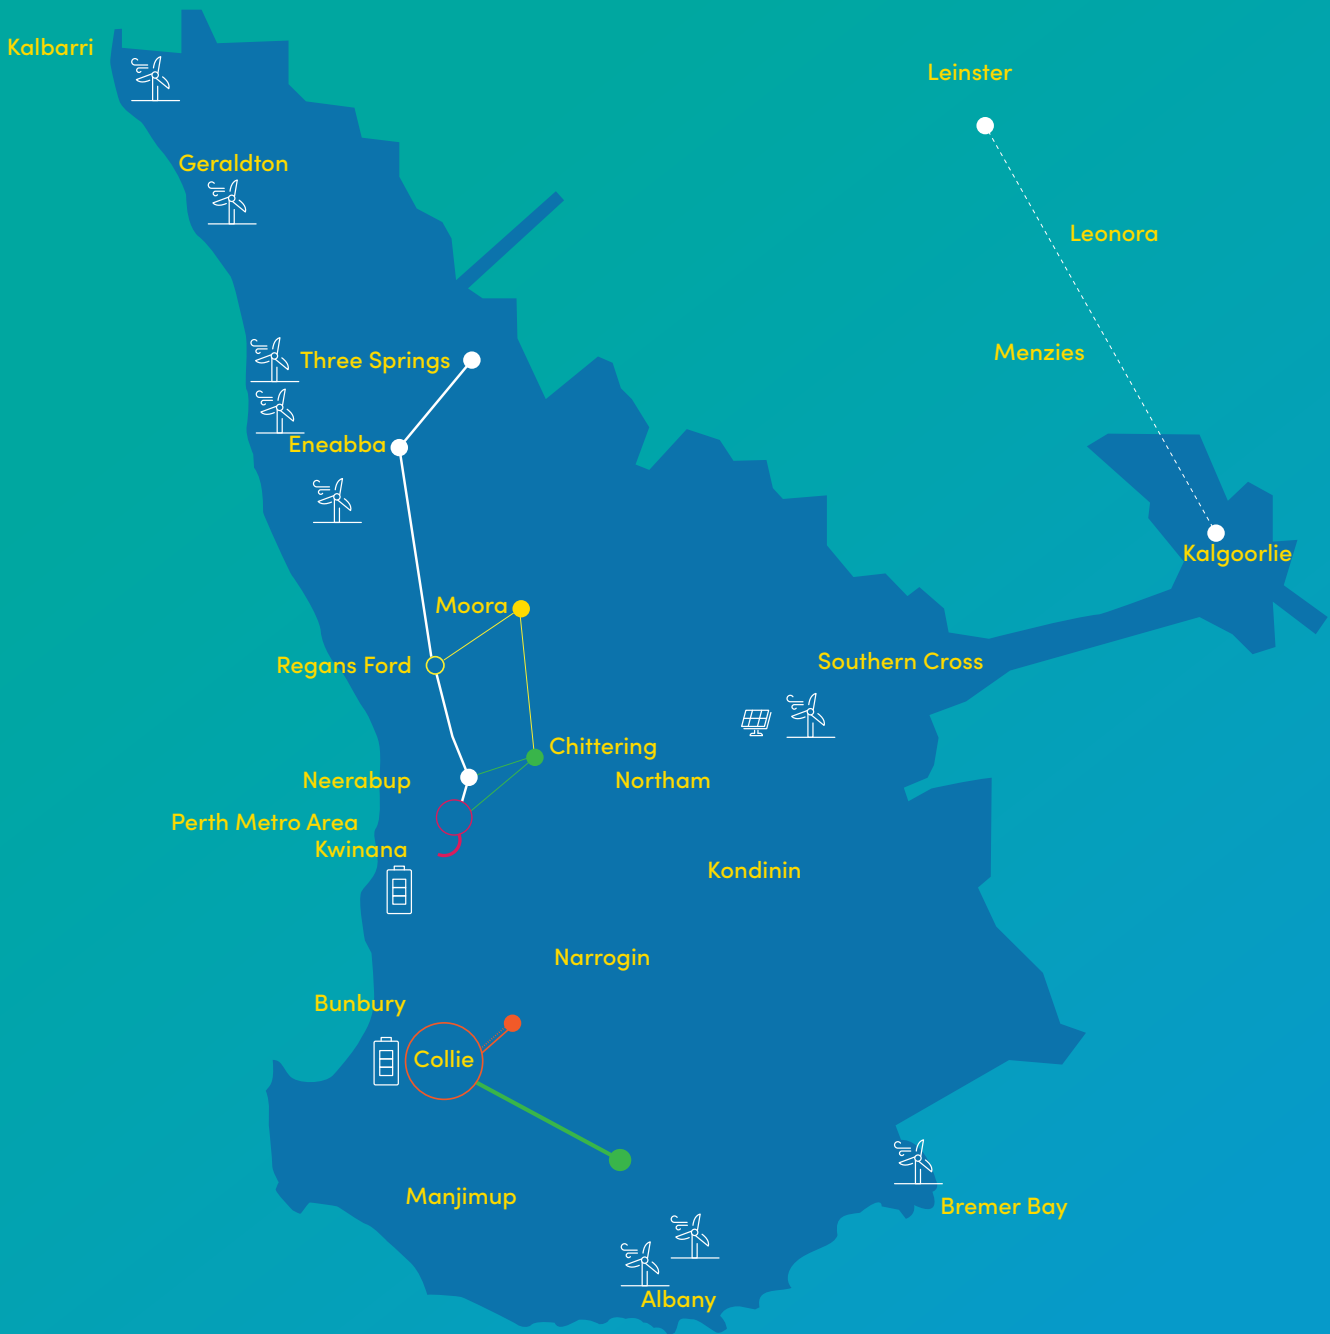 Kalbarri
Leinster
Geraldton
Leonora
Menzies
Three Springs
Eneabba
Kalgoorlie
Moora
Regans Ford
Southern Cross
Chittering
Neerabup
Northam
Perth Metro Area
Kwinana
Kondinin
Narrogin
Bunbury
Collie
Manjimup
Bremer Bay
Albany